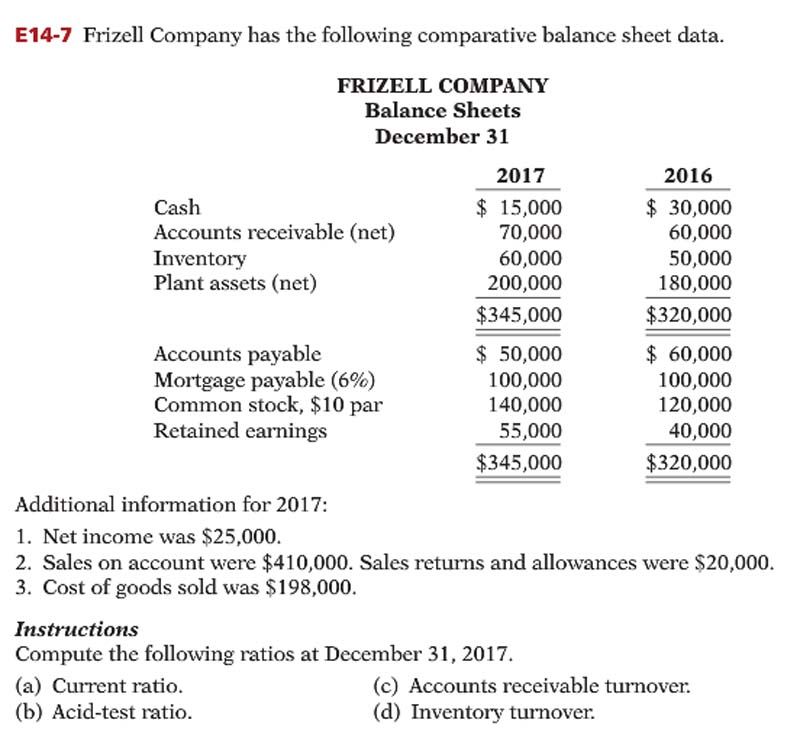 E14-7 Frizell Company has the following comparative balance sheet data.
FRIZELL COMPANY
Balance Sheets
December 31
2017 2016
Cash $ 15,000 $ 30,000
Accounts receivable (net) 70,000 60,000
Inventory 60,000 50,000
Plant assets (net) 200,000 180,000
$345,000 $320,000
Accounts payable $ 50,000 $ 60,000
Mortgage payable (6%) 100,000 100,000
Common stock, $10 par 140,000 120,000
Retained earnings 55,000 40,000
$345,000 $320,000
Additional information for 2017:
1. Net income was $25,000.
2. Sales on account were $410,000. Sales returns and allowances were $20,000.
3. Cost of goods sold was $198,000.
Instructions
Compute the following ratios at December 31, 2017.
(a) Current ratio. (c) Accounts receivable turnover.
(b) Acid-test ratio. (d) Inventory turnover.